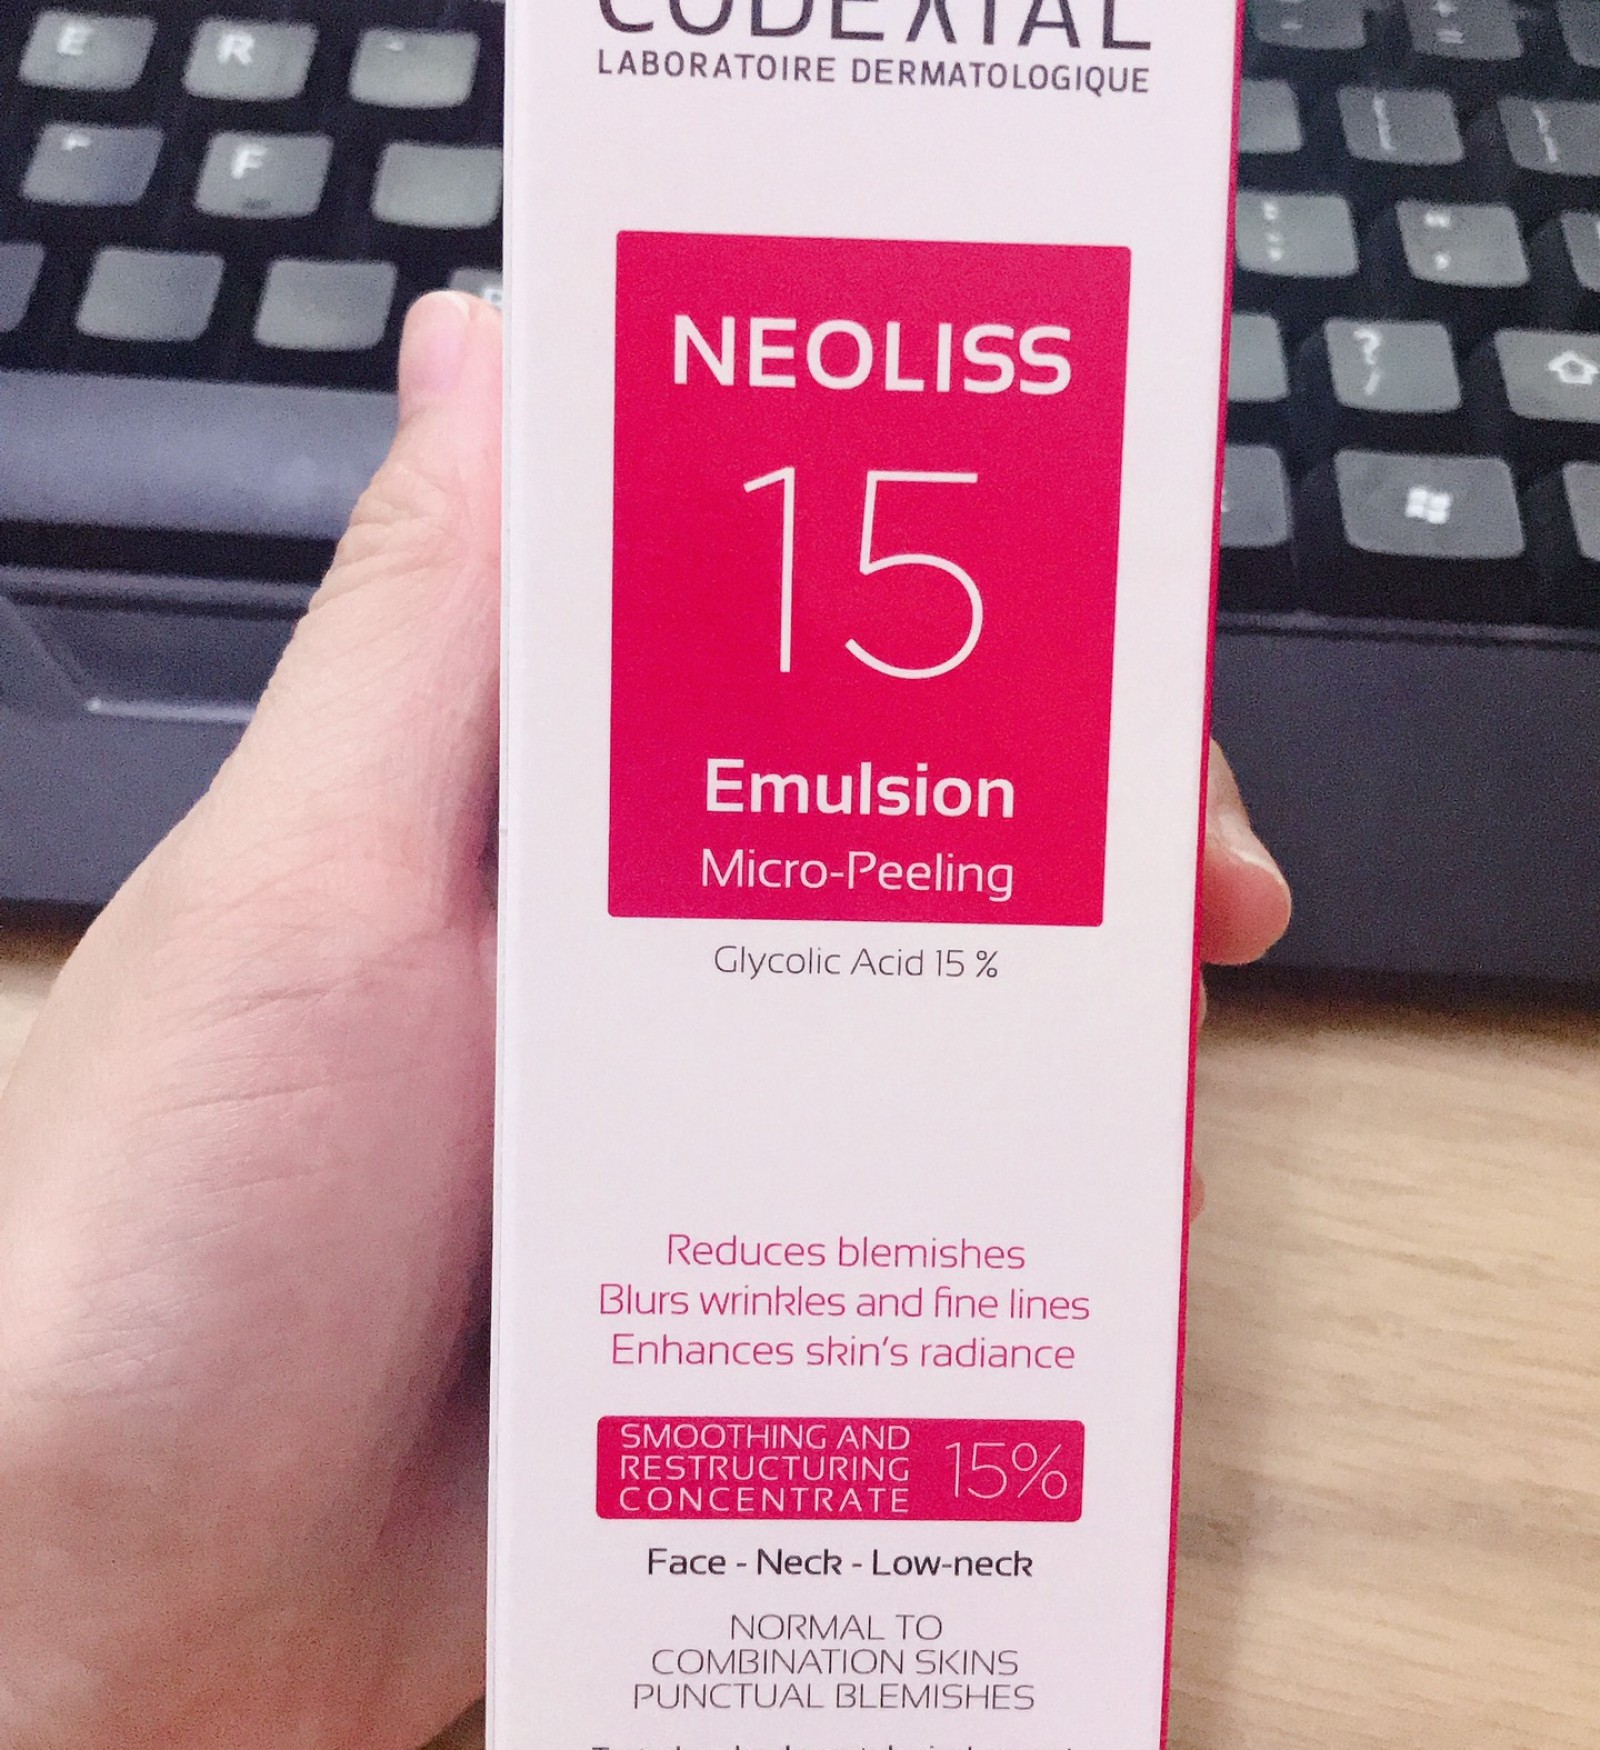 CODEXIAL
LABORATOIRE DERMATOLOGIQUE
NEOLISS
15
Emulsion
Micro-Peeling
Glycolic Acid 15 %
Reduces blemishes
Blurs wrinkles and fine lines
Enhances skin's radiance
SMOOTHING AND
RESTRUCTURING
CONCENTRATE
15%
Face - Neck - Low-neck
NORMAL TO
COMBINATION SKINS
PUNCTUAL BLEMISHES
E
R
F
?
/